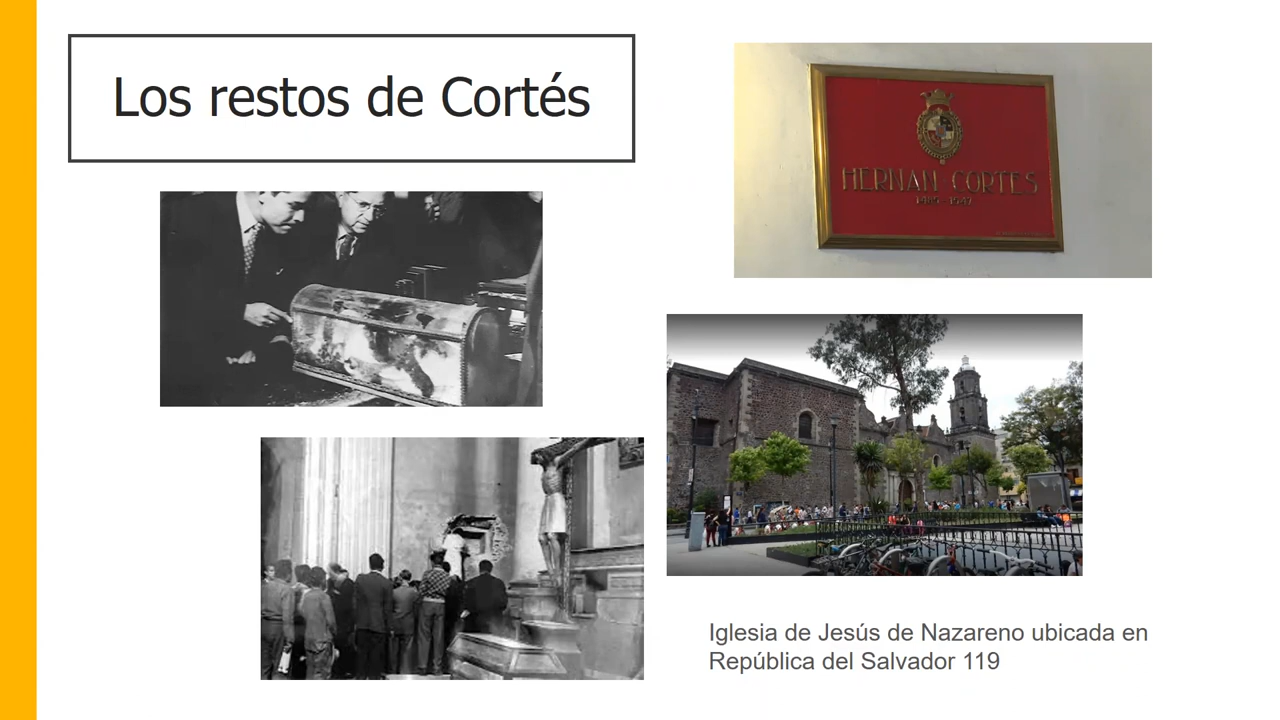 Los restos de Cortés
HERNAN CORTES
1485 - 1547
Iglesia de Jesús de Nazareno ubicada en
República del Salvador 119